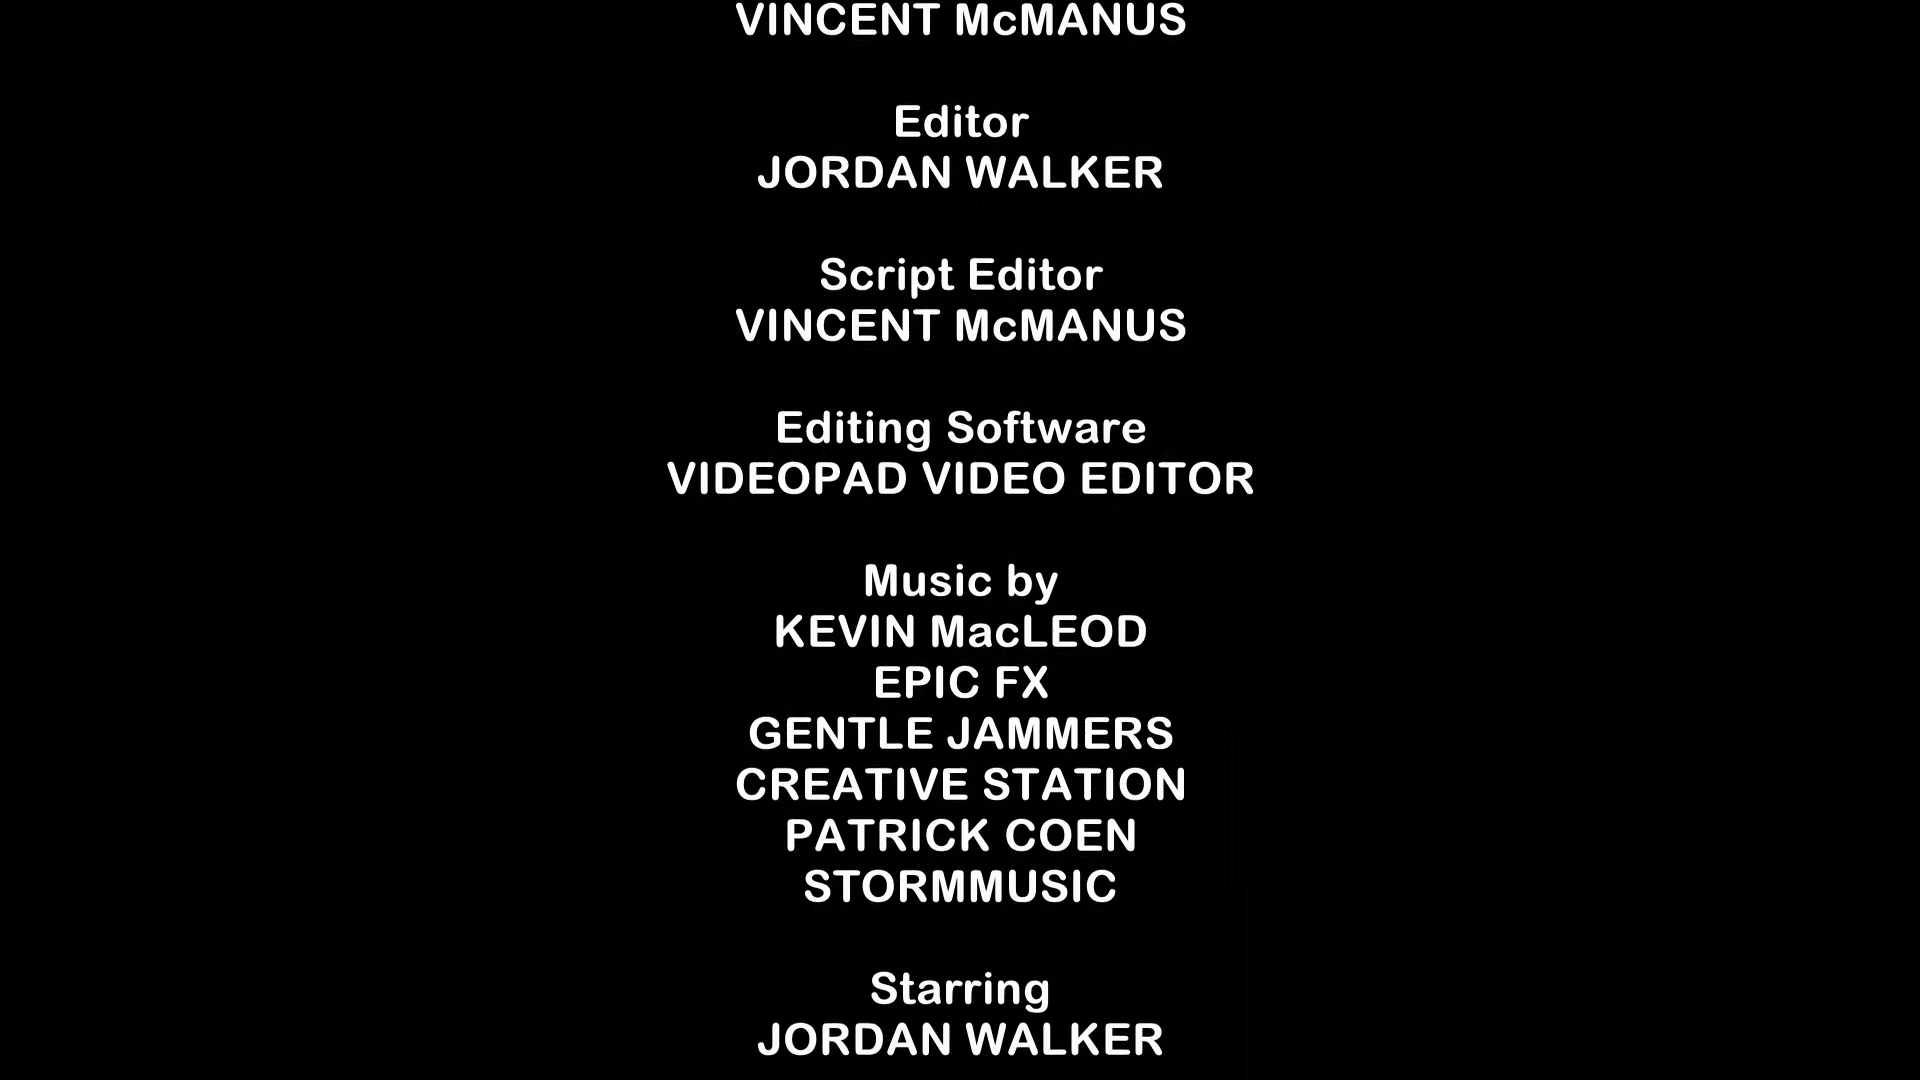 VINCENT McMANUS
Editor
JORDAN WALKER
Script Editor
VINCENT McMANUS
Editing Software
VIDEOPAD VIDEO EDITOR
Music by
KEVIN MacLEOD
EPIC FX
GENTLE JAMMERS
CREATIVE STATION
PATRICK COEN
STORMMUSIC
Starring
JORDAN WALKER